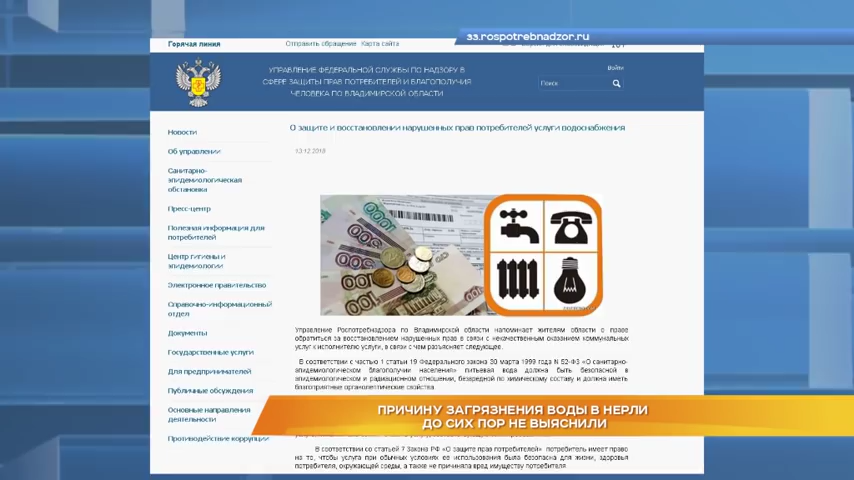 33.rospotrebnadzor.ru
Горячая линия
Отправить обращение Карта сайта
16+
Войти
УПРАВЛЕНИЕ ФЕДЕРАЛЬНОЙ СЛУЖБЫ ПО НАДЗОРУ В
СФЕРЕ ЗАЩИТЫ ПРАВ ПОТРЕБИТЕЛЕЙ И БЛАГОПОЛУЧИЯ
ЧЕЛОВЕКА ПО ВЛАДИМИРСКОЙ ОБЛАСТИ
Поиск
Новости
Об управлении
Санитарно-
эпидемиологическая
обстановка
Пресс-центр
Полезная информация для
потребителей
Центр гигиены и
эпидемиологии
Электронное правительство
Справочно-информационный
отдел
Документы
Государственные услуги
Для предпринимателей
Публичные обсуждения
Основные направления
деятельности
Противодействие коррупции
О защите и восстановлении нарушенных прав потребителей услуги водоснабжения
13.12.2018
Управление Роспотребнадзора по Владимирской области напоминает жителям области о праве
обратиться за восстановлением нарушенных прав в связи с некачественным оказанием коммунальных
услуг к исполнителю услуги, в связи с чем разъясняет следующее.
В соответствии с частью 1 статьи 19 Федерального закона 30 марта 1999 года N 52-ФЗ «О санитарно-
эпидемиологическом благополучии населения» питьевая вода должна быть безопасной в
эпидемиологическом и радиационном отношении, безвредной по химическому составу и должна иметь
благоприятные органолептические свойства.
ПРИЧИНУ ЗАГРЯЗНЕНИЯ ВОДЫ В НЕРЛИ
ДО СИХ ПОР НЕ ВЫЯСНИЛИ
В соответствии со статьей 7 Закона РФ «О защите прав потребителей» потребитель имеет право
на то, чтобы услуга при обычных условиях ее использования была безопасна для жизни, здоровья
потребителя, окружающей среды, а также не причиняла вред имуществу потребителя